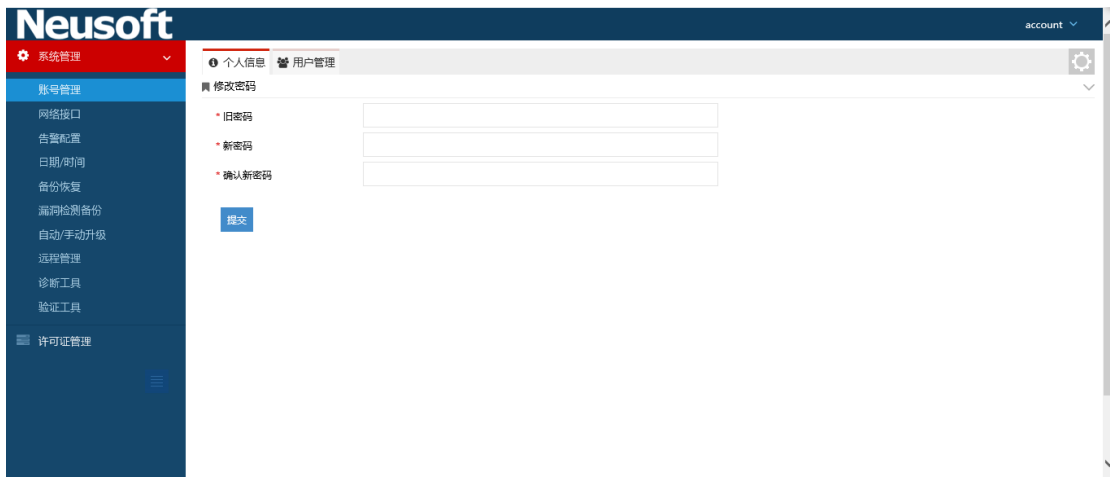 Neusoft
account
系统管理
个人信息 用户管理
账号管理
修改密码
网络接口
* 旧密码
告警配置
* 新密码
日期/时间
* 确认新密码
备份恢复
漏洞检测备份
提交
自动/手动升级
远程管理
诊断工具
验证工具
许可证管理